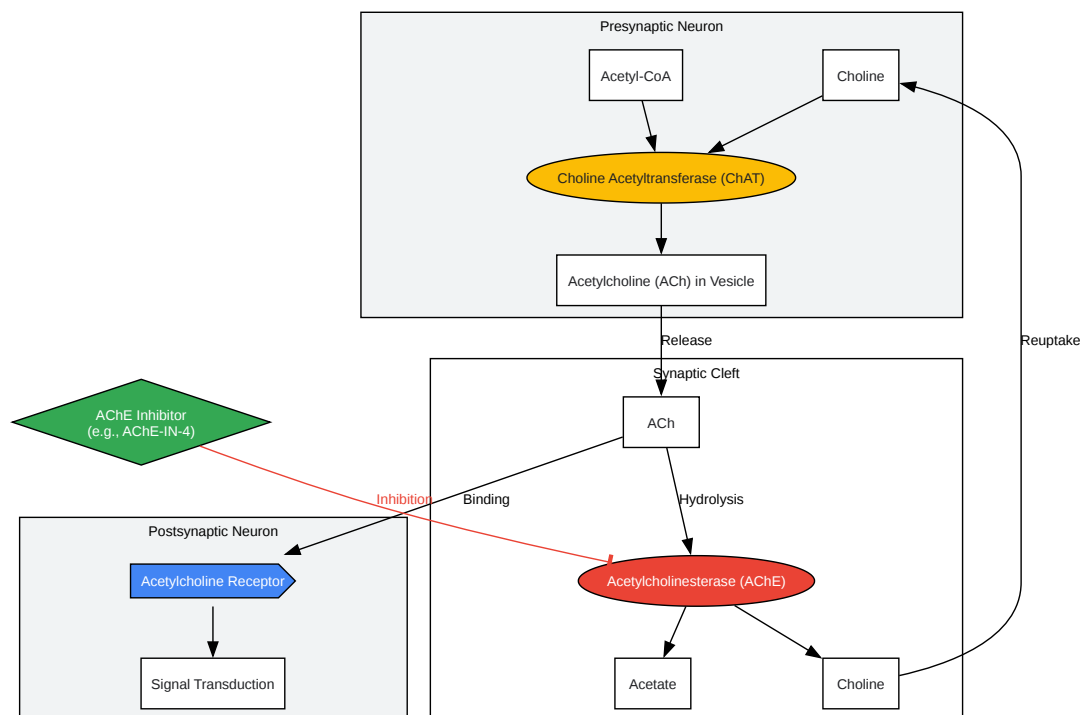 Presynaptic Neuron
Acetyl-CoA
Choline
Choline Acetyltransferase (ChAT)
Acetylcholine (ACh) in Vesicle
Release
Reuptake
Synaptic Cleft
AChE Inhibitor
(e.g., AChE-IN-4)
ACh
Inhibition
Binding
Hydrolysis
Postsynaptic Neuron
Acetylcholine Receptor
Acetylcholinesterase (AChE)
Signal Transduction
Acetate
Choline